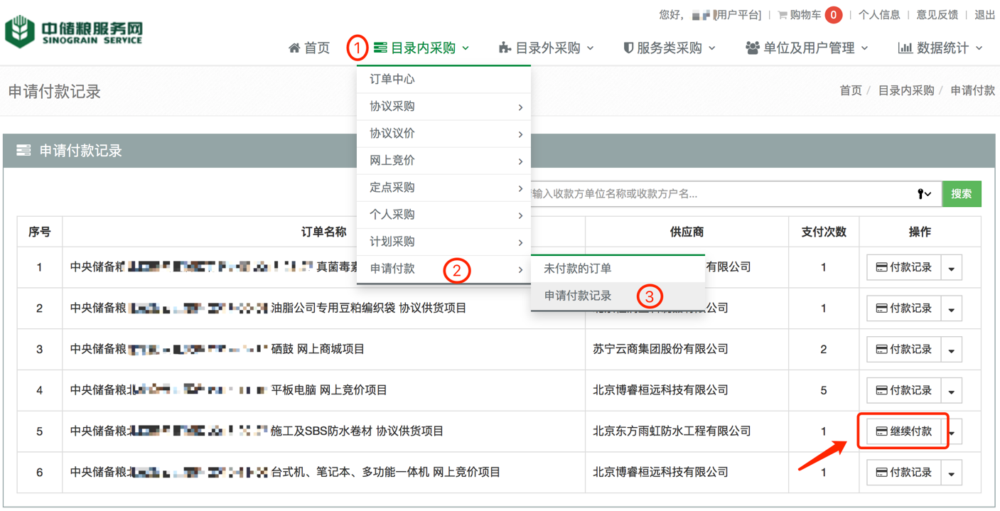 您好，
[用户平台]
购物车 0
个人信息
意见反馈
退出
中储粮服务网
SINOGRAIN SERVICE
首页
1
目录内采购
目录外采购
服务类采购
单位及用户管理
数据统计
申请付款记录
首页 / 目录内采购 / 申请付款
订单中心
协议采购
协议议价
网上竞价
定点采购
个人采购
计划采购
申请付款 2
未付款的订单
申请付款记录 3
申请付款记录
输入收款方单位名称或收款方户名...
搜索
序号 订单名称 供应商 支付次数 操作
1 中央储备粮 真菌毒素 有限公司 1 付款记录
2 中央储备粮 油脂公司专用豆粕编织袋 协议供货项目 公司 1 付款记录
3 中央储备粮 硒鼓 网上商城项目 苏宁云商集团股份有限公司 2 付款记录
4 中央储备粮北 平板电脑 网上竞价项目 北京博睿桓远科技有限公司 5 付款记录
5 中央储备粮 施工及SBS防水卷材 协议供货项目 北京东方雨虹防水工程有限公司 1 继续付款
6 中央储备粮 台式机、笔记本、多功能一体机 网上竞价项目 北京博睿桓远科技有限公司 1 付款记录